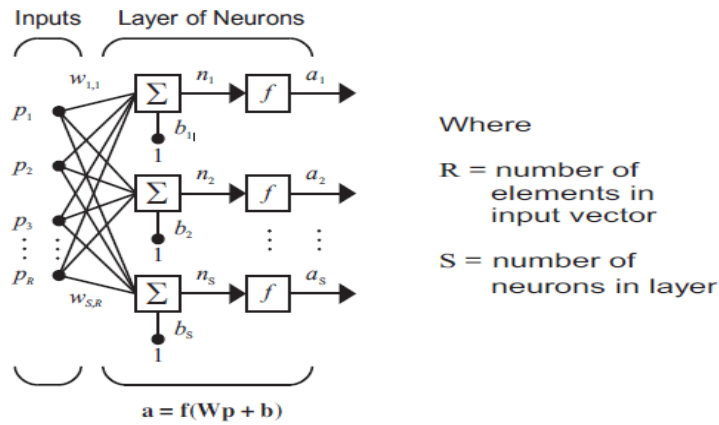 Inputs Layer of Neurons
w1,1 n1 a1
p1 Σ f
b1
1
p2 n2 a2
Σ f
p3 b2
⋮ ⋮ 1 ⋮ ⋮
pR nS aS
Σ f
wS,R bS
1
a = f(Wp + b)
Where
R = number of
elements in
input vector
S = number of
neurons in layer